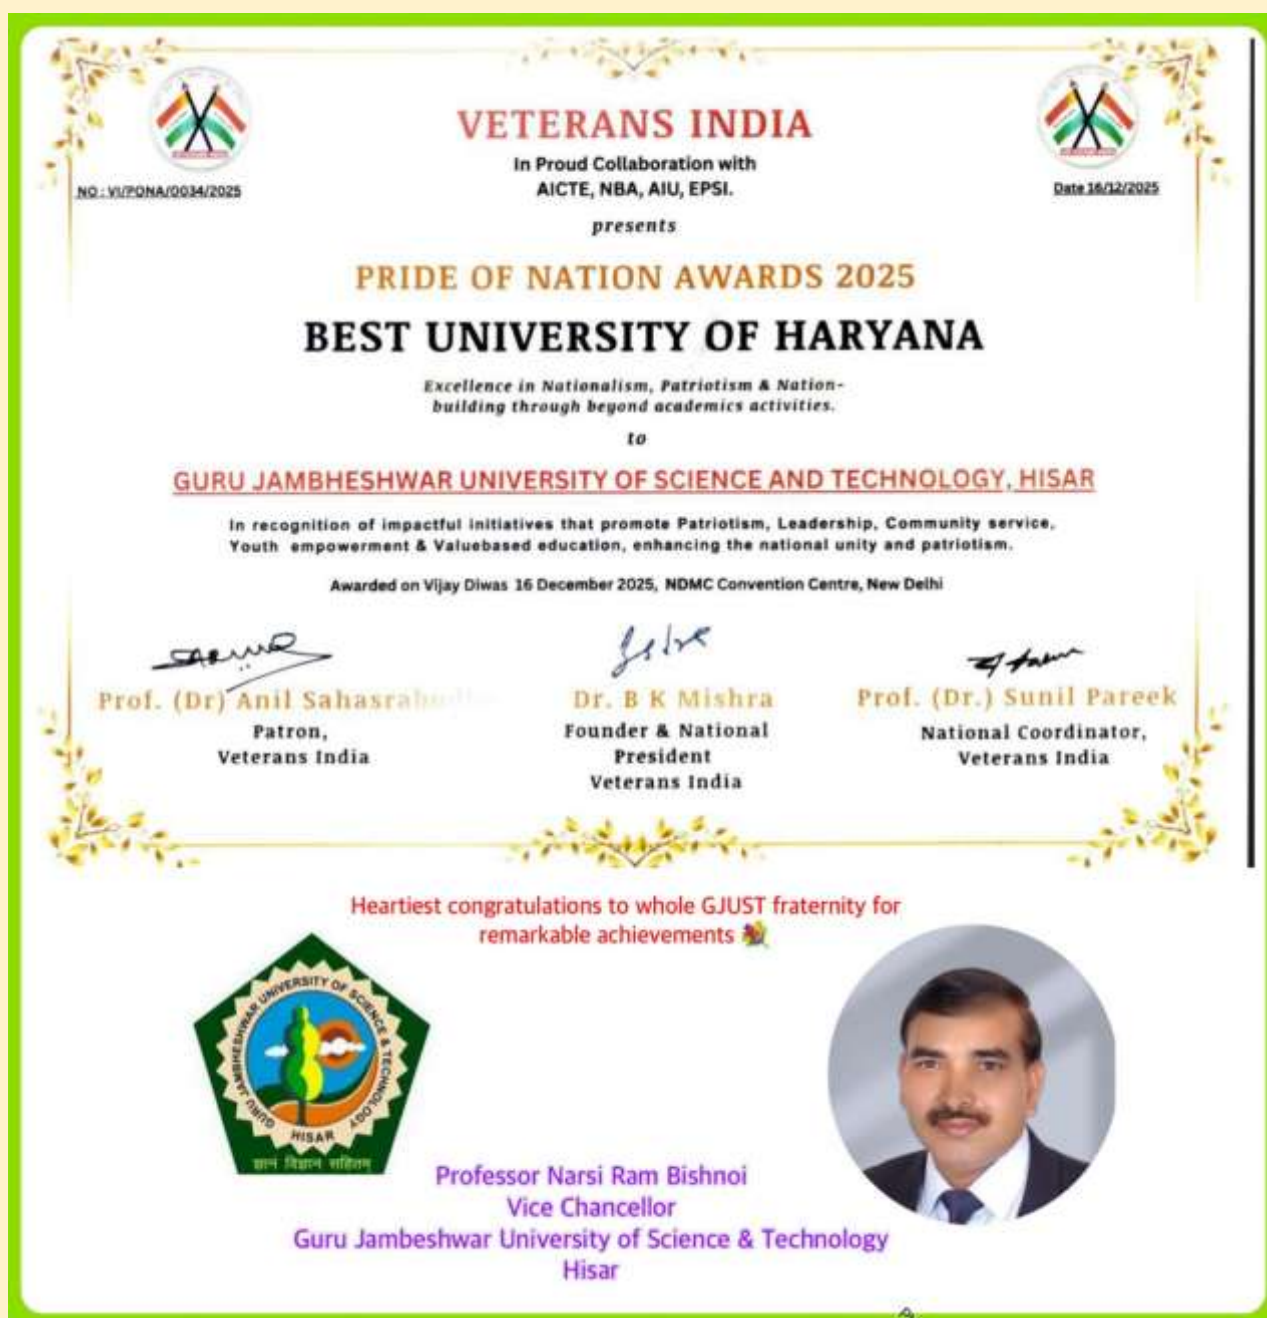 VETERANS INDIA
In Proud Collaboration with
AICTE, NBA, AIU, EPSI.
NO : VI/PONA/0034/2025
Date 16/12/2025
presents
PRIDE OF NATION AWARDS 2025
BEST UNIVERSITY OF HARYANA
Excellence in Nationalism, Patriotism & Nation-
building through beyond academics activities.
to
GURU JAMBHESHWAR UNIVERSITY OF SCIENCE AND TECHNOLOGY, HISAR
In recognition of impactful initiatives that promote Patriotism, Leadership, Community service,
Youth empowerment & Valuebased education, enhancing the national unity and patriotism.
Awarded on Vijay Diwas 16 December 2025, NDMC Convention Centre, New Delhi
Prof. (Dr) Anil Sahasrabudhe
Patron,
Veterans India
Dr. B K Mishra
Founder & National
President
Veterans India
Prof. (Dr.) Sunil Pareek
National Coordinator,
Veterans India
Heartiest congratulations to whole GJUST fraternity for
remarkable achievements 💐
GURU JAMBHESHWAR UNIVERSITY OF SCIENCE & TECHNOLOGY
HISAR
ज्ञान विज्ञान सहितम्
Professor Narsi Ram Bishnoi
Vice Chancellor
Guru Jambeshwar University of Science & Technology
Hisar